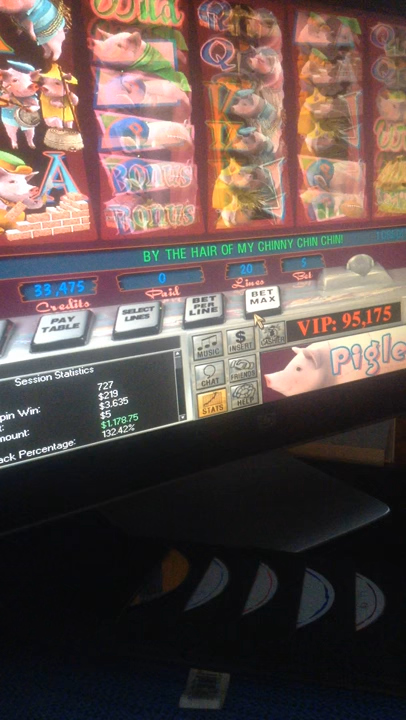 Wild
A
Q
Q
A
P
BONUS
BONUS
BY THE HAIR OF MY CHINNY CHIN CHIN!
33,475
0
20
5
Credits
Paid
Lines
Bet
PAY TABLE
SELECT LINES
BET PER LINE
BET MAX
VIP: 95,175
MUSIC
$ INSERT
CHAT
FRIENDS
STATS
HELP
Pigle
Session Statistics
727
$219
pin Win:
$3,635
$5
mount:
$1,178.75
ack Percentage:
132.42%